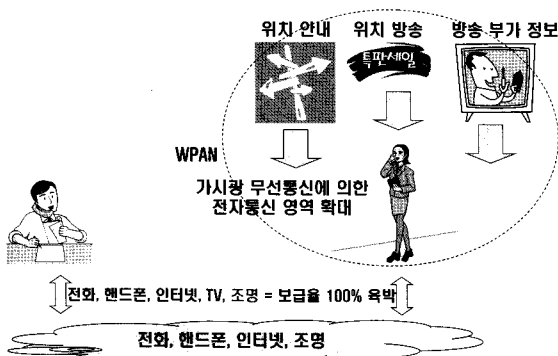 위치 안내 위치 방송 방송 부가 정보
특판세일
WPAN
가시광 무선통신에 의한
전자통신 영역 확대
전화, 핸드폰, 인터넷, TV, 조명 = 보급율 100% 육박
전화, 핸드폰, 인터넷, 조명